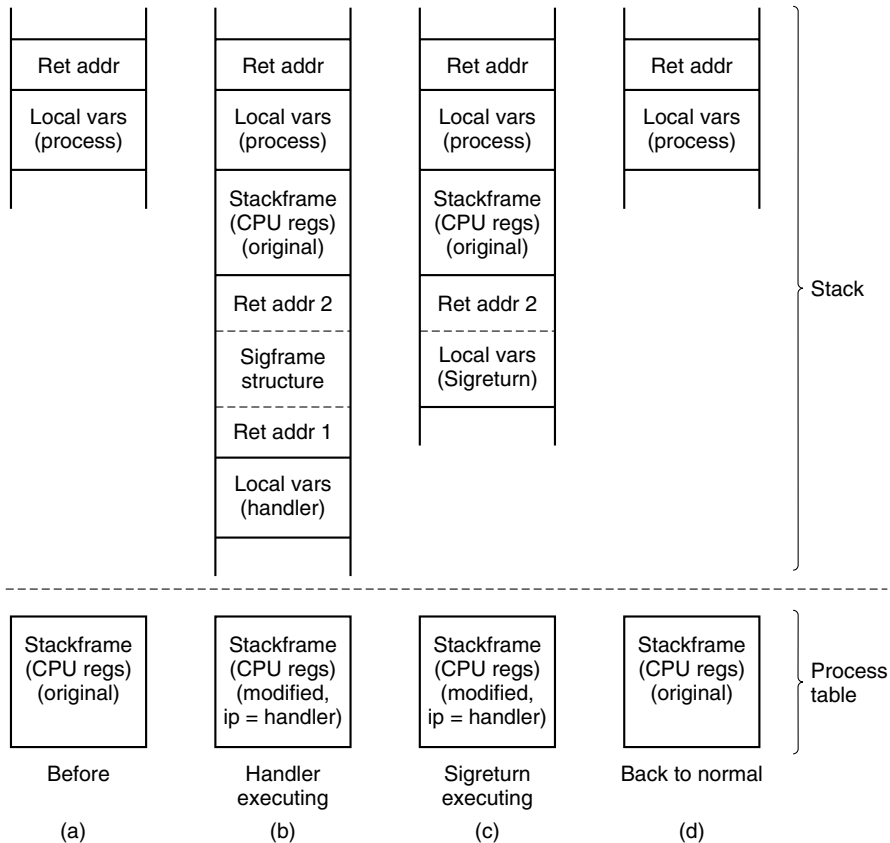 Ret addr
Local vars
(process)
Ret addr
Local vars
(process)
Stackframe
(CPU regs)
(original)
Ret addr 2
Sigframe
structure
Ret addr 1
Local vars
(handler)
Ret addr
Local vars
(process)
Stackframe
(CPU regs)
(original)
Ret addr 2
Local vars
(Sigreturn)
Ret addr
Local vars
(process)
Stack
Stackframe
(CPU regs)
(original)
Stackframe
(CPU regs)
(modified,
ip = handler)
Stackframe
(CPU regs)
(modified,
ip = handler)
Stackframe
(CPU regs)
(original)
Process
table
Before
Handler
executing
Sigreturn
executing
Back to normal
(a)
(b)
(c)
(d)